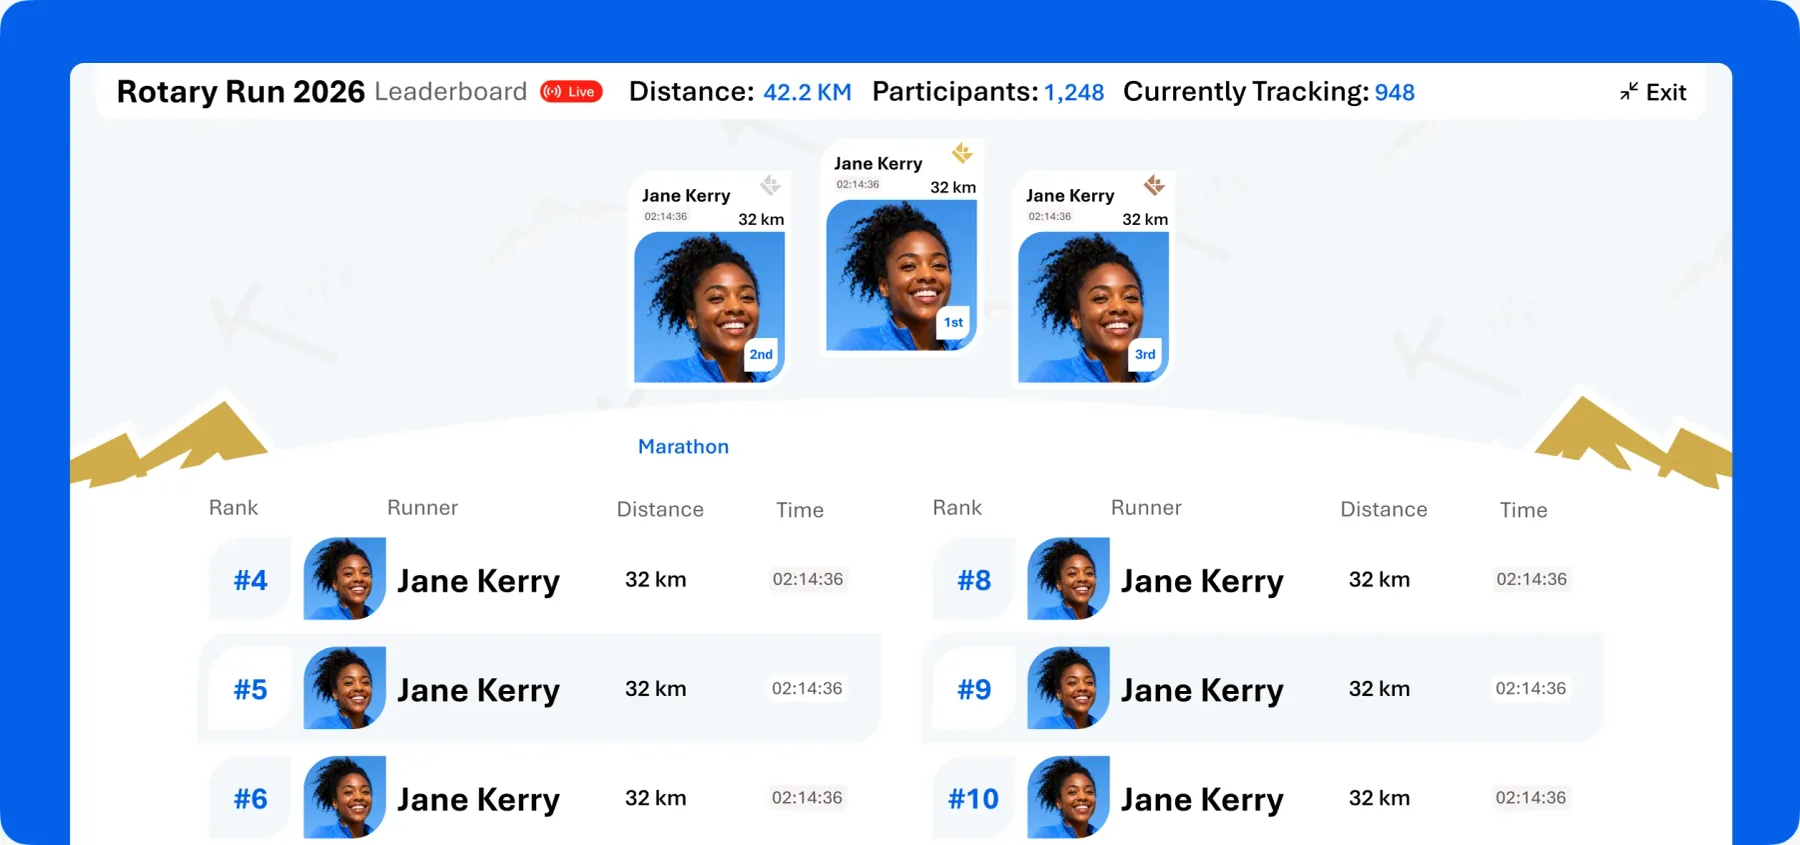 Rotary Run 2026 Leaderboard Live Distance: 42.2 KM Participants: 1,248 Currently Tracking: 948 Exit
Jane Kerry
02:14:36
32 km
2nd
Jane Kerry
02:14:36
32 km
1st
Jane Kerry
02:14:36
32 km
3rd
K LIFE
K Life
Marathon
Rank Runner Distance Time
#4 Jane Kerry 32 km 02:14:36
#5 Jane Kerry 32 km 02:14:36
#6 Jane Kerry 32 km 02:14:36
Rank Runner Distance Time
#8 Jane Kerry 32 km 02:14:36
#9 Jane Kerry 32 km 02:14:36
#10 Jane Kerry 32 km 02:14:36